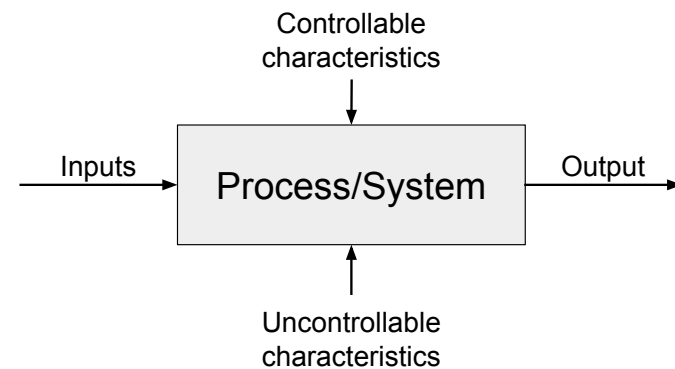 Controllable
characteristics
Inputs
Process/System
Output
Uncontrollable
characteristics